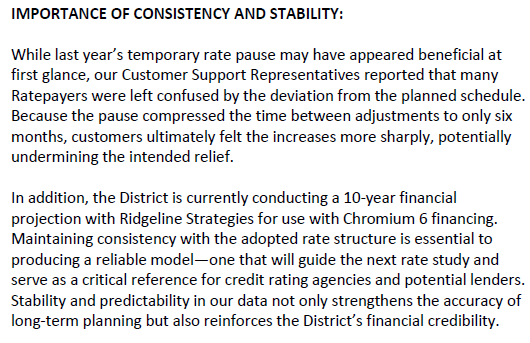 IMPORTANCE OF CONSISTENCY AND STABILITY:
While last year’s temporary rate pause may have appeared beneficial at
first glance, our Customer Support Representatives reported that many
Ratepayers were left confused by the deviation from the planned schedule.
Because the pause compressed the time between adjustments to only six
months, customers ultimately felt the increases more sharply, potentially
undermining the intended relief.
In addition, the District is currently conducting a 10-year financial
projection with Ridgeline Strategies for use with Chromium 6 financing.
Maintaining consistency with the adopted rate structure is essential to
producing a reliable model—one that will guide the next rate study and
serve as a critical reference for credit rating agencies and potential lenders.
Stability and predictability in our data not only strengthens the accuracy of
long-term planning but also reinforces the District’s financial credibility.